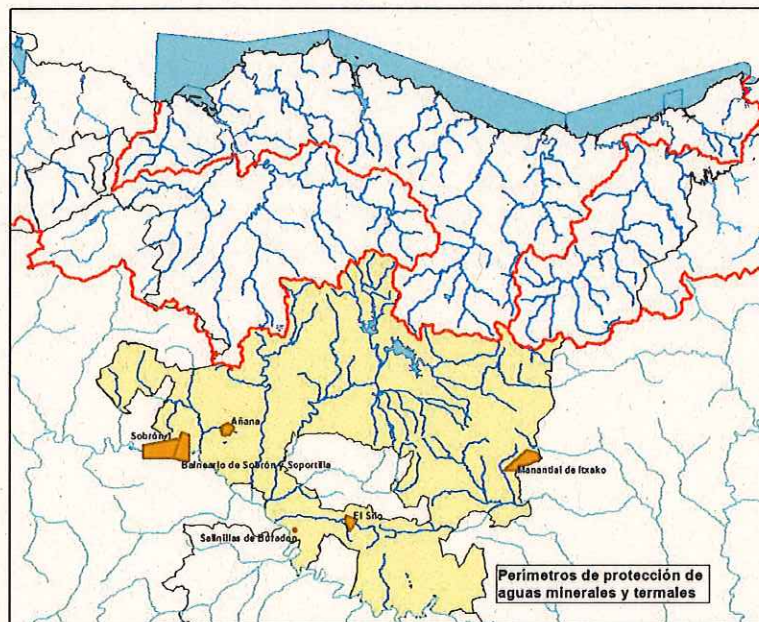 Añana
Sobrón-I
Balneario de Sobrón y Soportilla
Manantial de Itxako
El Soto
Salinillas de Buradón
Perímetros de protección de
aguas minerales y termales